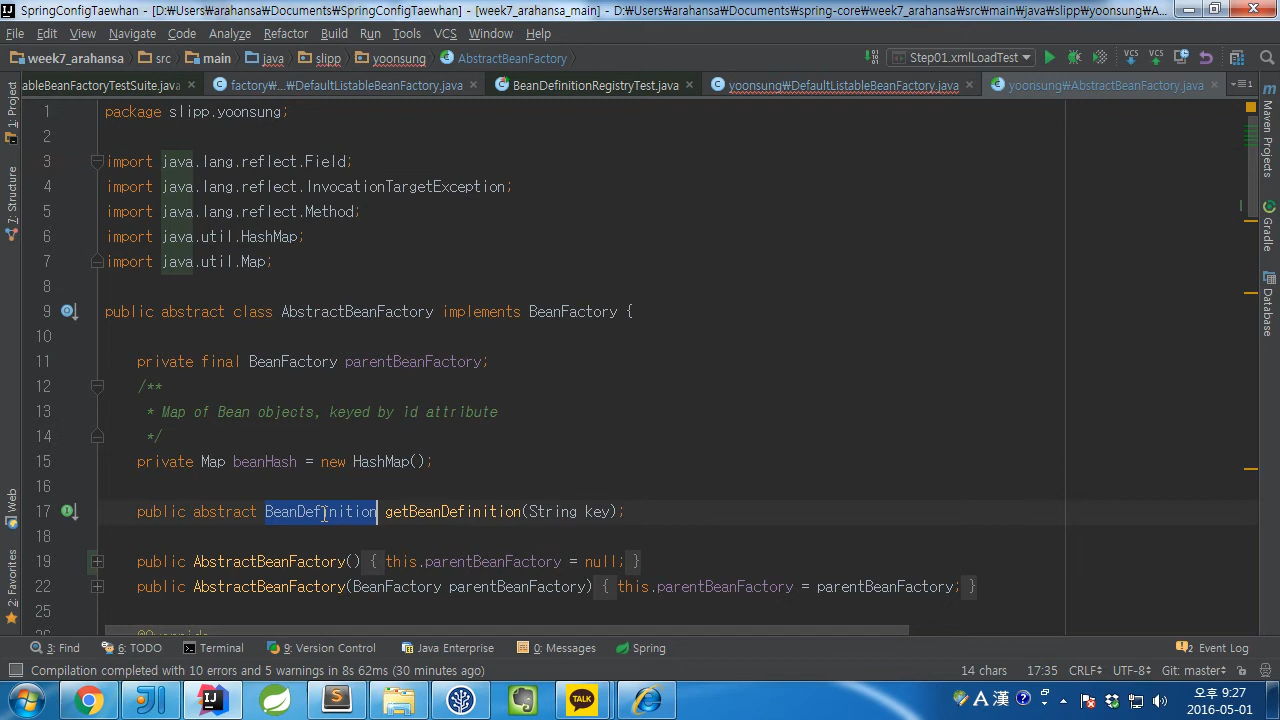 SpringConfigTaewhan - [D:₩Users₩arahansa₩Documents₩SpringConfigTaewhan] - [week7_arahansa_main] - D:₩Users₩arahansa₩Documents₩spring-core₩week7_arahansa₩src₩main₩java₩slipp₩yoonsung₩A...
File Edit View Navigate Code Analyze Refactor Build Run Tools VCS Window Help
week7_arahansa src main java slipp yoonsung AbstractBeanFactory Step01.xmlLoadTest VCS VCS
ableBeanFactoryTestSuite.java factory₩...₩DefaultListableBeanFactory.java BeanDefinitionRegistryTest.java yoonsung₩DefaultListableBeanFactory.java yoonsung₩AbstractBeanFactory.java
1: Project
7: Structure
Web
2: Favorites
1 package slipp.yoonsung;
2
3 import java.lang.reflect.Field;
4 import java.lang.reflect.InvocationTargetException;
5 import java.lang.reflect.Method;
6 import java.util.HashMap;
7 import java.util.Map;
8
9 public abstract class AbstractBeanFactory implements BeanFactory {
10
11 private final BeanFactory parentBeanFactory;
12 /**
13 * Map of Bean objects, keyed by id attribute
14 */
15 private Map beanHash = new HashMap();
16
17 public abstract BeanDefinition getBeanDefinition(String key);
18
19 public AbstractBeanFactory() { this.parentBeanFactory = null; }
22 public AbstractBeanFactory(BeanFactory parentBeanFactory) { this.parentBeanFactory = parentBeanFactory; }
25
26 @Override
Maven Projects
Gradle
Database
3: Find 6: TODO Terminal 9: Version Control Java Enterprise 0: Messages Spring 2 Event Log
Compilation completed with 10 errors and 5 warnings in 8s 62ms (30 minutes ago) 14 chars 17:35 CRLF UTF-8 Git: master
TALK A 漢
오후 9:27
2016-05-01